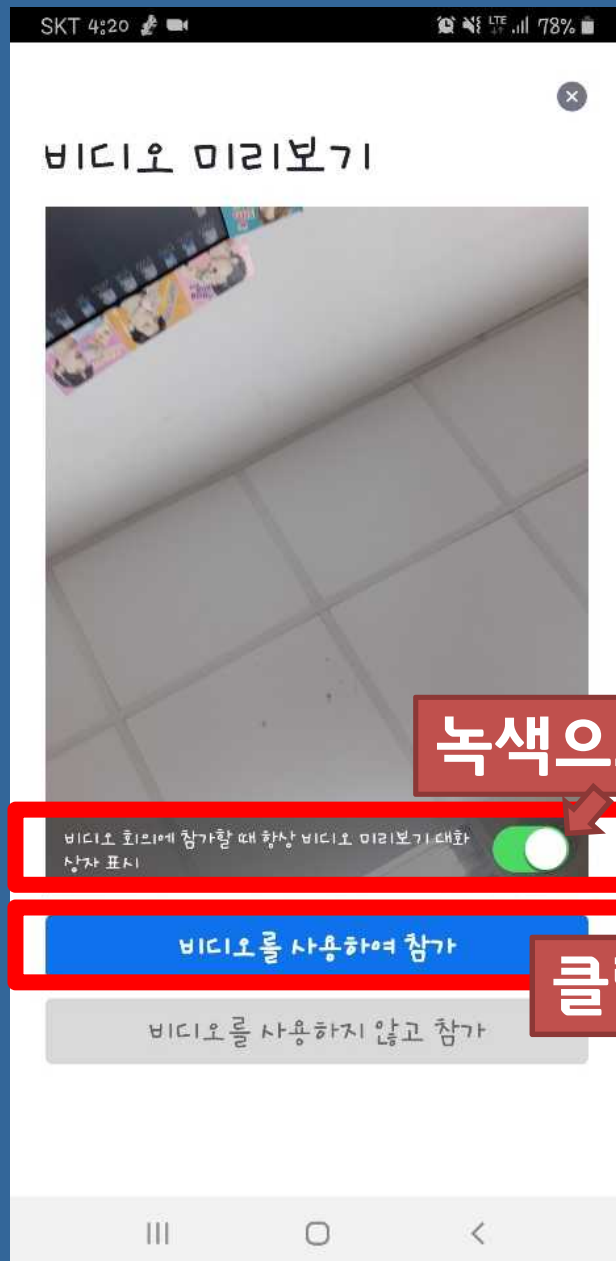 SKT 4:20
LTE 78%
비디오 미리보기
녹색으
비디오 회의에 참가할 때 항상 비디오 미리보기 대화
상자 표시
비디오를 사용하여 참가
비디오를 사용하지 않고 참가